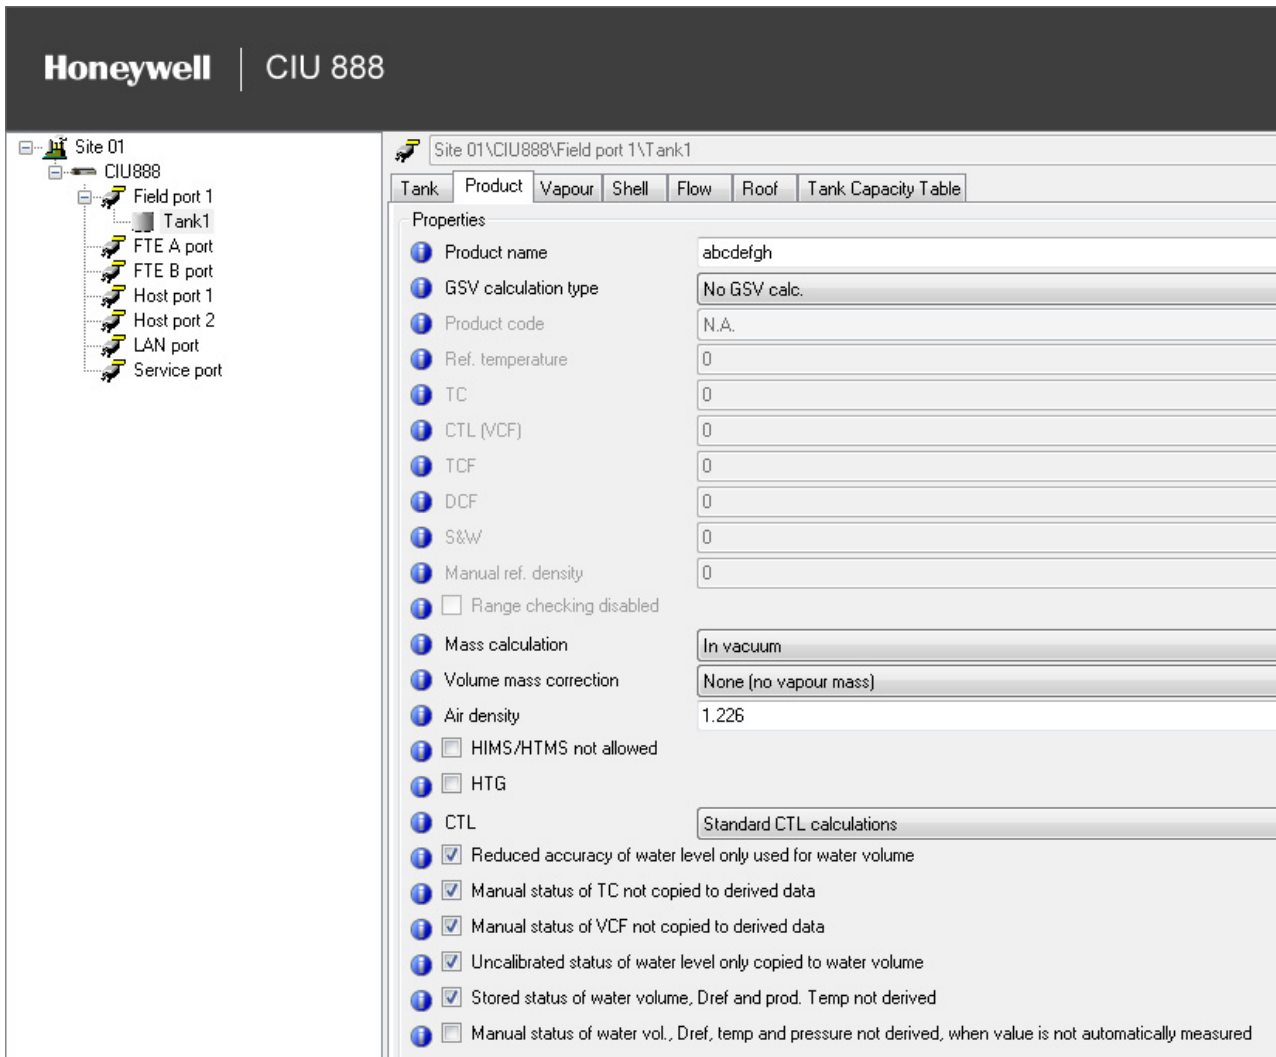 Honeywell | CIU 888
Site 01
CIU888
Field port 1
Tank1
FTE A port
FTE B port
Host port 1
Host port 2
LAN port
Service port
Site 01\CIU888\Field port 1\Tank1
Tank Product Vapour Shell Flow Roof Tank Capacity Table
Properties
Product name abcdefgh
GSV calculation type No GSV calc.
Product code N.A.
Ref. temperature 0
TC 0
CTL (VCF) 0
TCF 0
DCF 0
S&W 0
Manual ref. density 0
Range checking disabled
Mass calculation In vacuum
Volume mass correction None (no vapour mass)
Air density 1.226
HIMS/HTMS not allowed
HTG
CTL Standard CTL calculations
Reduced accuracy of water level only used for water volume
Manual status of TC not copied to derived data
Manual status of VCF not copied to derived data
Uncalibrated status of water level only copied to water volume
Stored status of water volume, Dref and prod. Temp not derived
Manual status of water vol., Dref, temp and pressure not derived, when value is not automatically measured